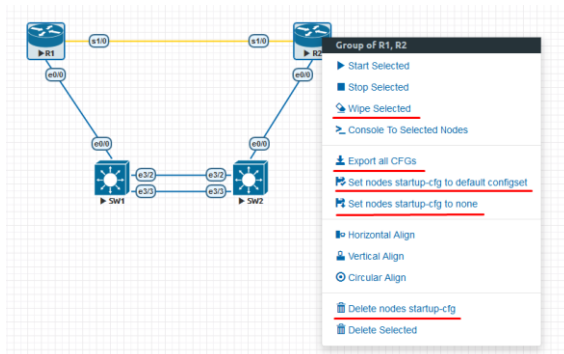 s1/0
s1/0
R1
R2
e0/0
e0/0
e0/0
e0/0
e3/2
e3/2
e3/3
e3/3
SW1
SW2
Group of R1, R2
Start Selected
Stop Selected
Wipe Selected
Console To Selected Nodes
Export all CFGs
Set nodes startup-cfg to default configset
Set nodes startup-cfg to none
Horizontal Align
Vertical Align
Circular Align
Delete nodes startup-cfg
Delete Selected